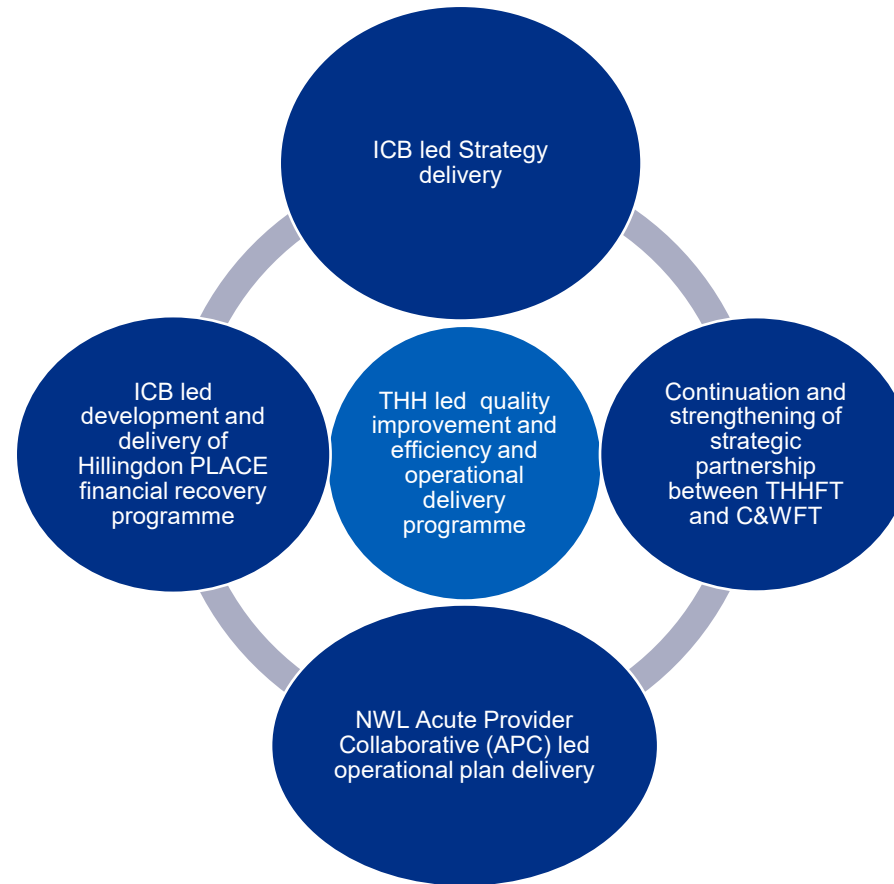 ICB led Strategy
delivery
ICB led
development and
delivery of
Hillingdon PLACE
financial recovery
programme
THH led  quality
improvement and
efficiency and
operational
delivery
programme
Continuation and
strengthening of
strategic
partnership
between THHFT
and C&WFT
NWL Acute Provider
Collaborative (APC) led
operational plan delivery